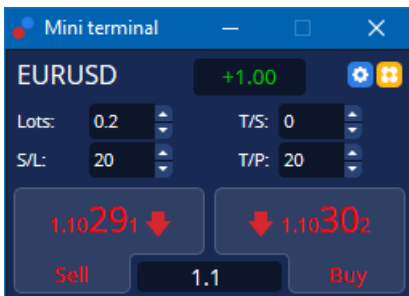 Mini terminal
EURUSD +1.00
Lots: 0.2 T/S: 0
S/L: 20 T/P: 20
1.10291 1.10302
Sell 1.1 Buy